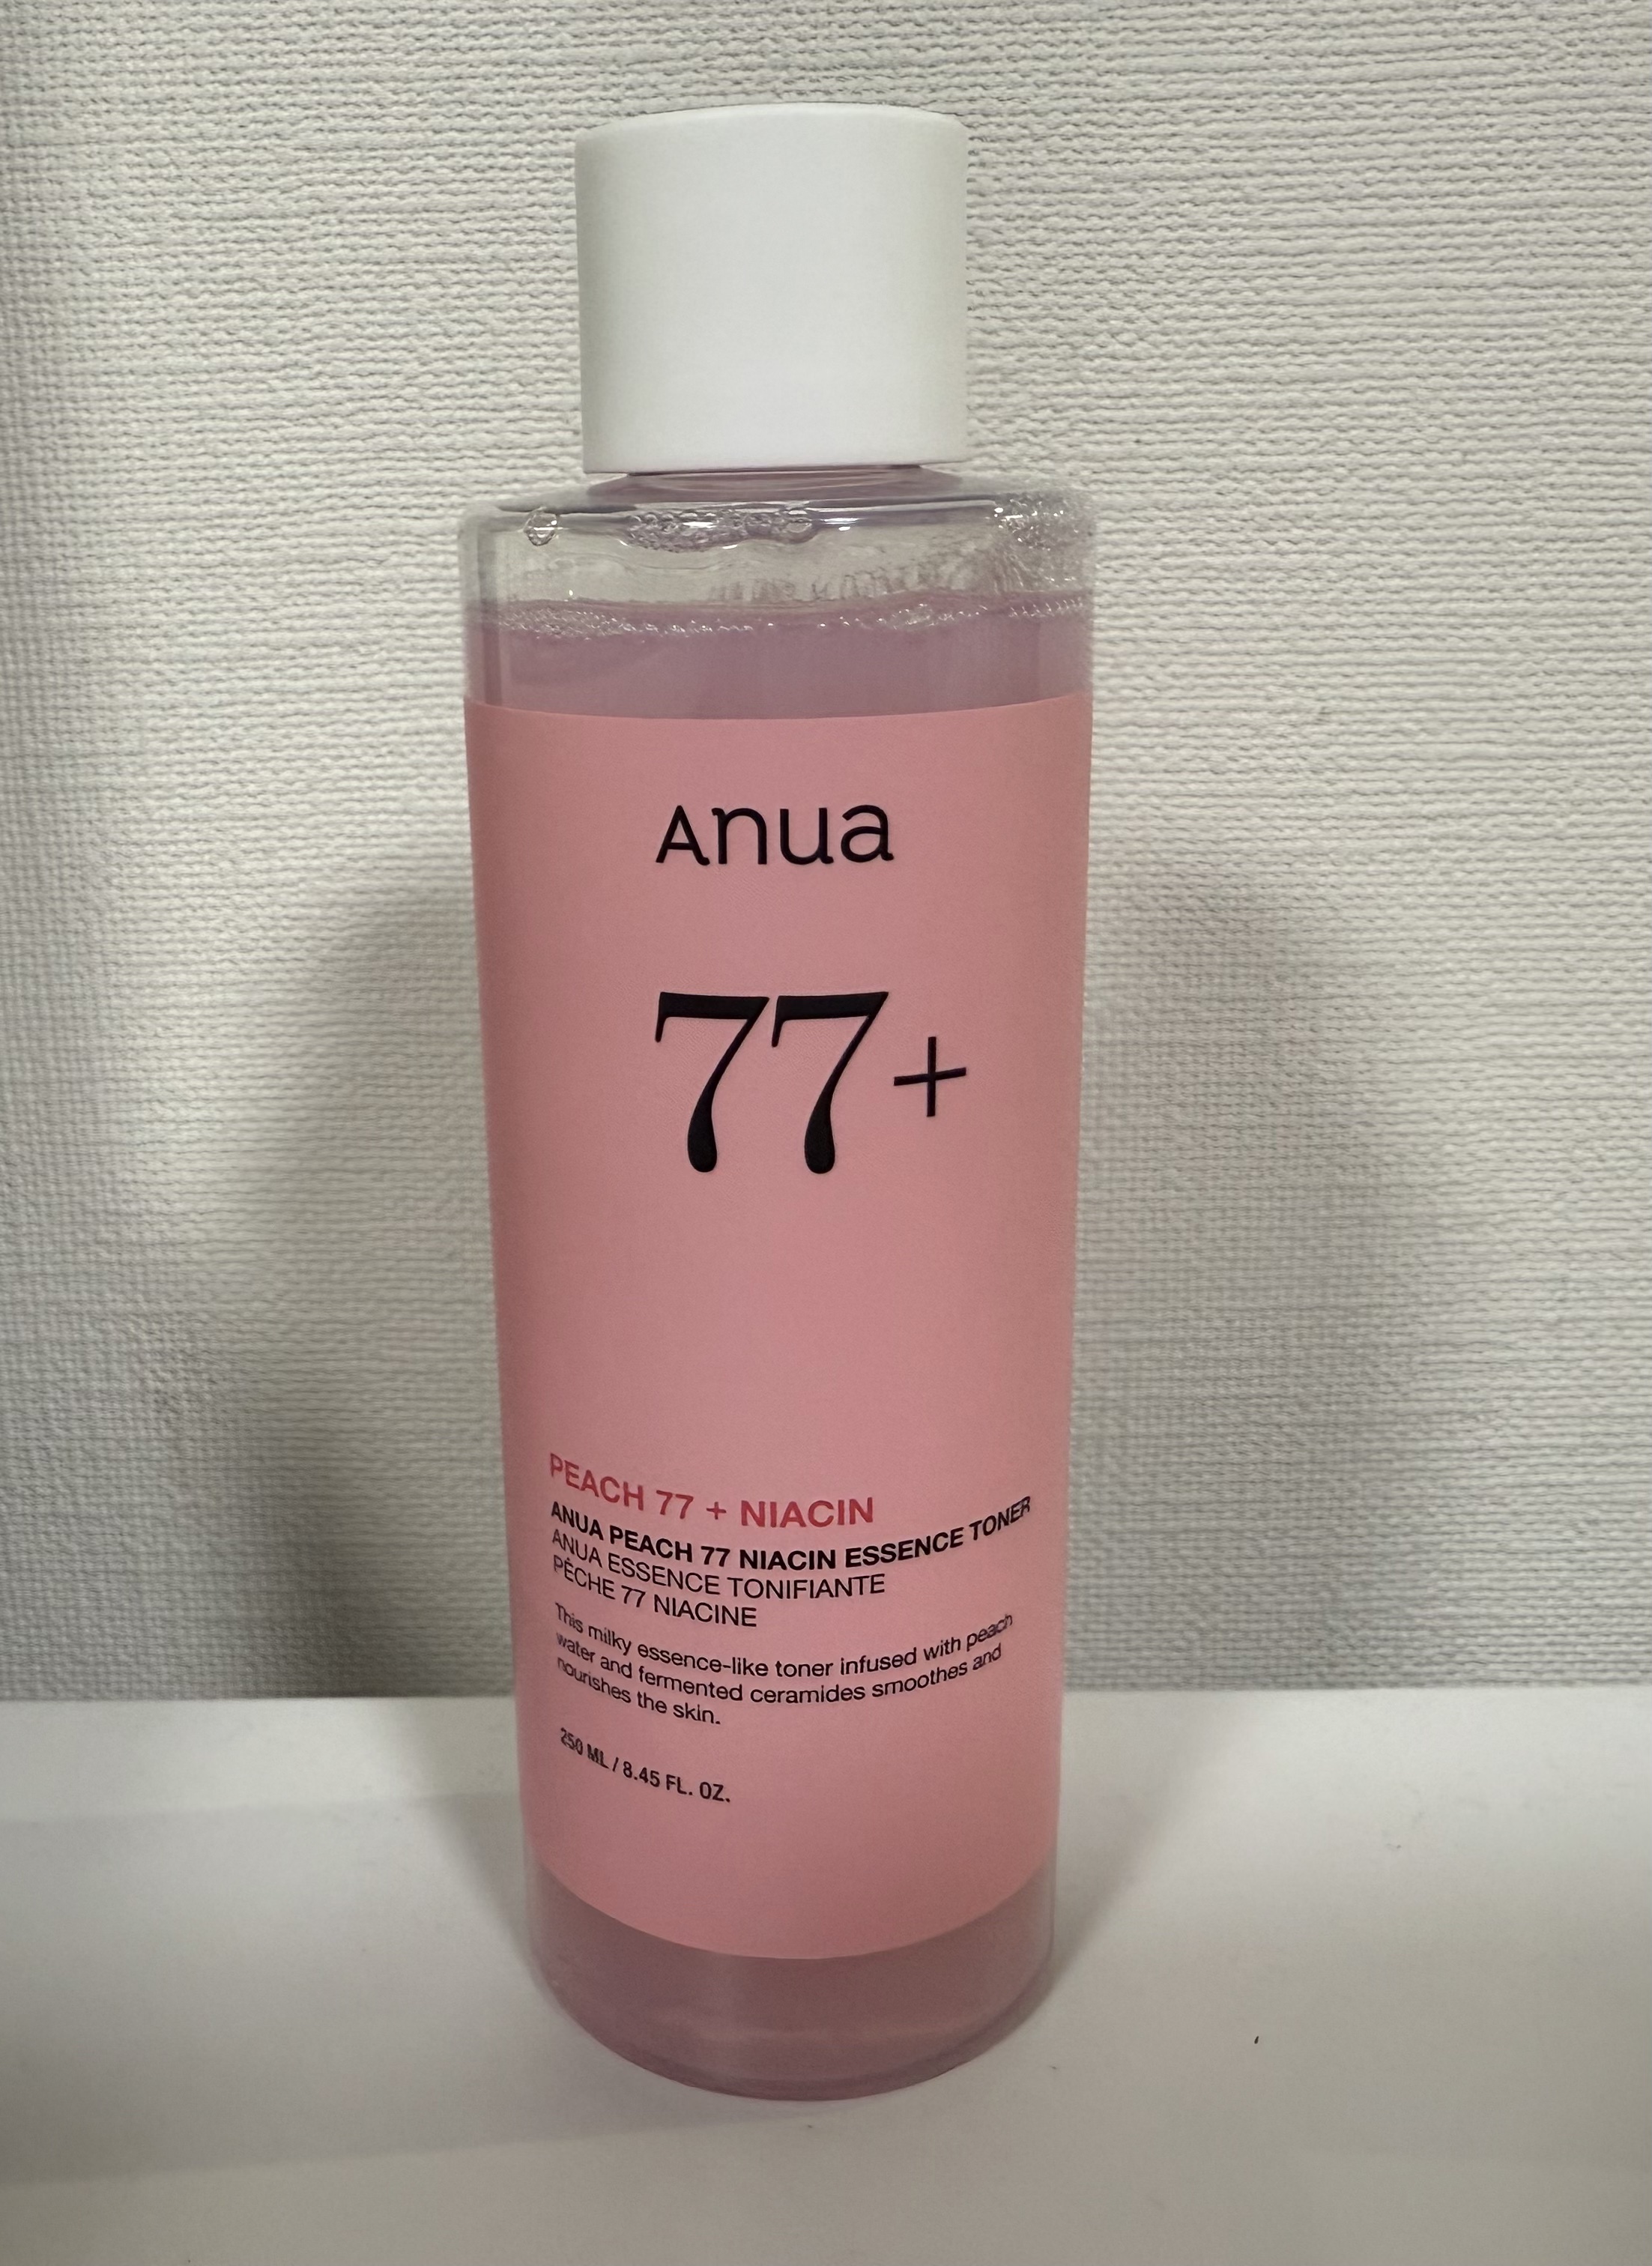 Anua
77+
PEACH 77 + NIACIN
ANUA PEACH 77 NIACIN ESSENCE TONER
ANUA ESSENCE TONIFIANTE
PÊCHE 77 NIACINE
This milky essence-like toner infused with peach
water and fermented ceramides smoothes and
nourishes the skin.
250 ML / 8.45 FL. OZ.